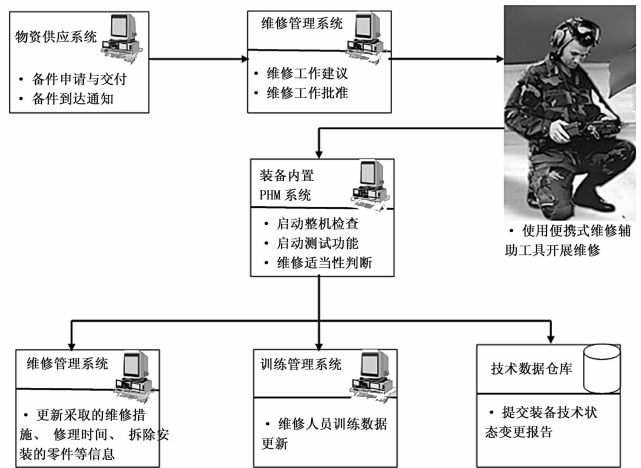 物资供应系统
• 备件申请与交付
• 备件到达通知
维修管理系统
• 维修工作建议
• 维修工作批准
• 使用便携式维修辅
助工具开展维修
装备内置
PHM 系统
• 启动整机检查
• 启动测试功能
• 维修适当性判断
维修管理系统
• 更新采取的维修措
施、 修理时间、 拆除安
装的零件等信息
训练管理系统
• 维修人员训练数据
更新
技术数据仓库
• 提交装备技术状
态变更报告